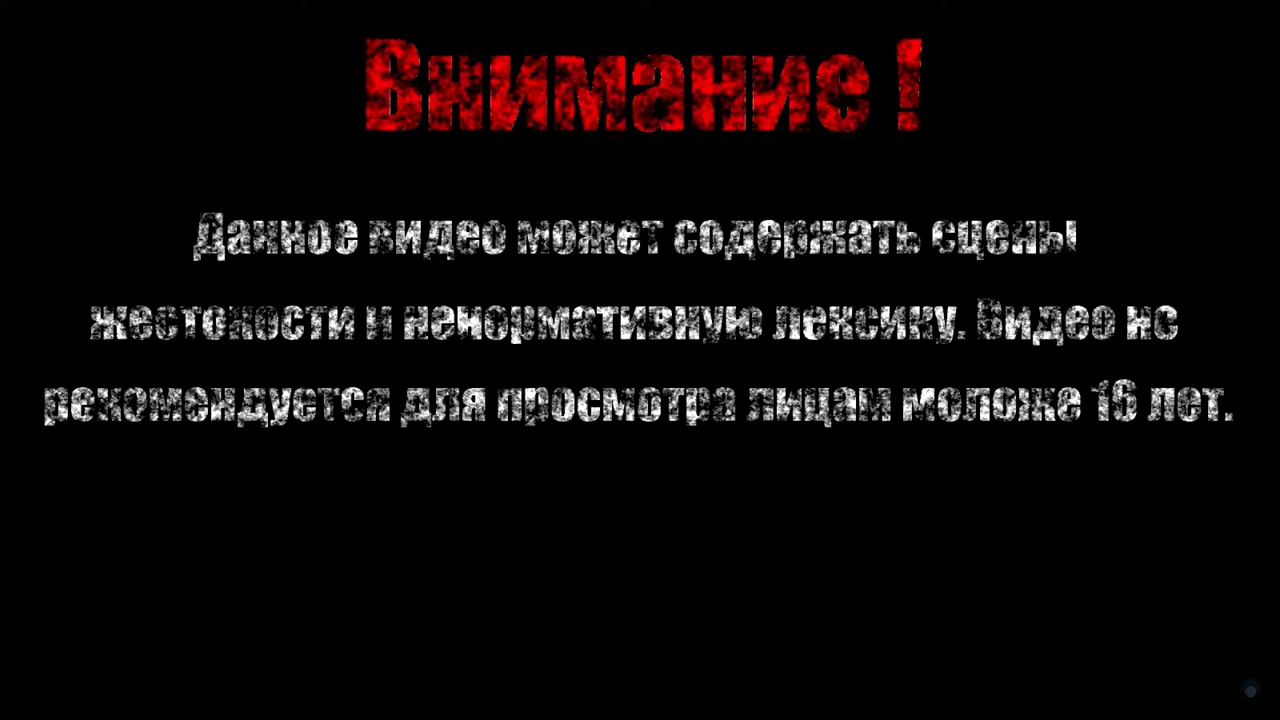 Внимание !
Данное видео может содержать сцены
жестокости и ненормативную лексику. Видео не
рекомендуется для просмотра лицам моложе 16 лет.